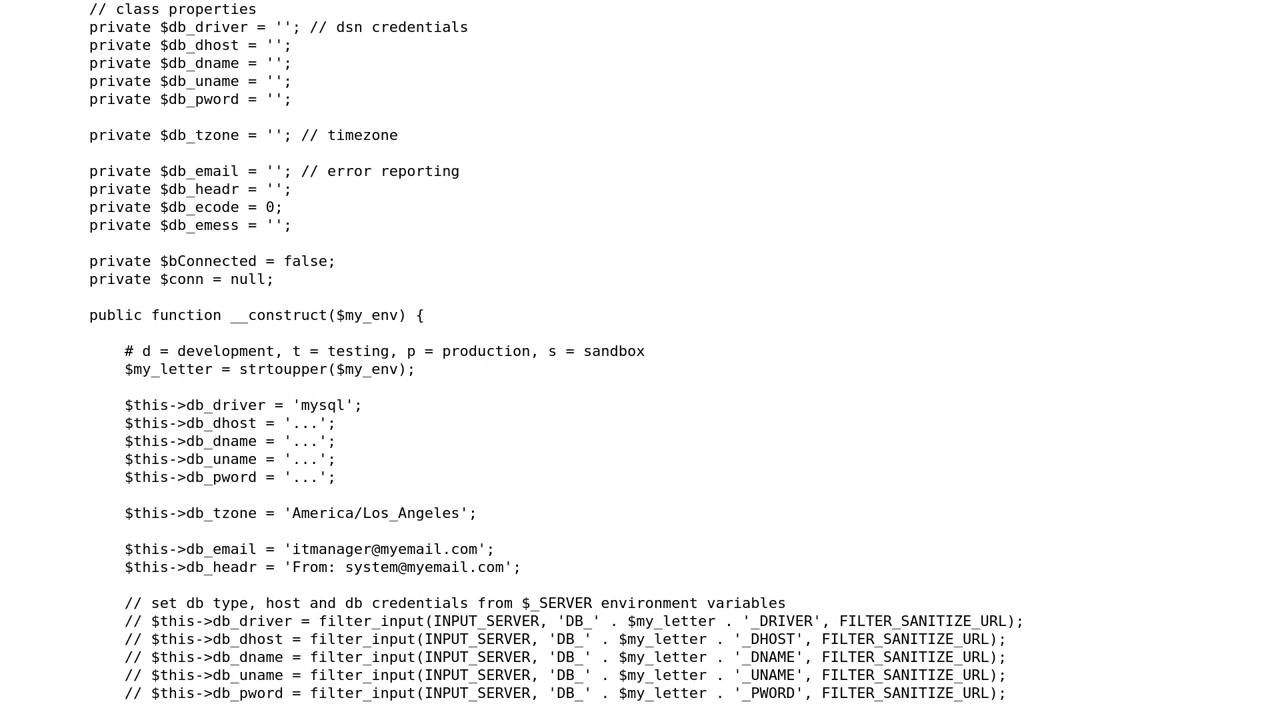 // class properties
private $db_driver = ''; // dsn credentials
private $db_dhost = '';
private $db_dname = '';
private $db_uname = '';
private $db_pword = '';

private $db_tzone = ''; // timezone

private $db_email = ''; // error reporting
private $db_headr = '';
private $db_ecode = 0;
private $db_emess = '';

private $bConnected = false;
private $conn = null;

public function __construct($my_env) {

    # d = development, t = testing, p = production, s = sandbox
    $my_letter = strtoupper($my_env);

    $this->db_driver = 'mysql';
    $this->db_dhost = '...';
    $this->db_dname = '...';
    $this->db_uname = '...';
    $this->db_pword = '...';

    $this->db_tzone = 'America/Los_Angeles';

    $this->db_email = 'itmanager@myemail.com';
    $this->db_headr = 'From: system@myemail.com';

    // set db type, host and db credentials from $_SERVER environment variables
    // $this->db_driver = filter_input(INPUT_SERVER, 'DB_' . $my_letter . '_DRIVER', FILTER_SANITIZE_URL);
    // $this->db_dhost = filter_input(INPUT_SERVER, 'DB_' . $my_letter . '_DHOST', FILTER_SANITIZE_URL);
    // $this->db_dname = filter_input(INPUT_SERVER, 'DB_' . $my_letter . '_DNAME', FILTER_SANITIZE_URL);
    // $this->db_uname = filter_input(INPUT_SERVER, 'DB_' . $my_letter . '_UNAME', FILTER_SANITIZE_URL);
    // $this->db_pword = filter_input(INPUT_SERVER, 'DB_' . $my_letter . '_PWORD', FILTER_SANITIZE_URL);